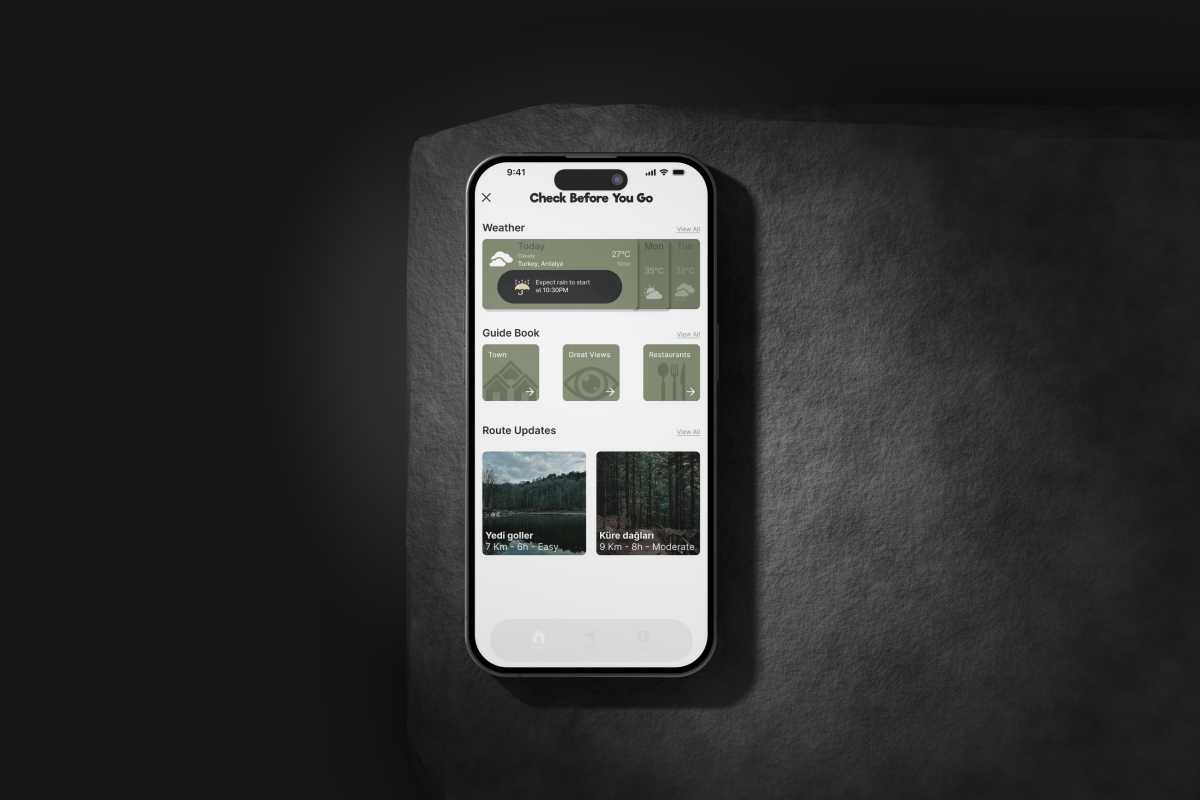 9:41
Check Before You Go
Weather
View All
Today
Cloudy
Turkey, Antalya
27°C
Mon
35°C
Tue
22°C
Expect rain to start
at 10:30PM
Guide Book
View All
Town
Great Views
Restaurants
Route Updates
View All
Yedi goller
7 Km - 6h - Easy
Küre dağları
9 Km - 8h - Moderate